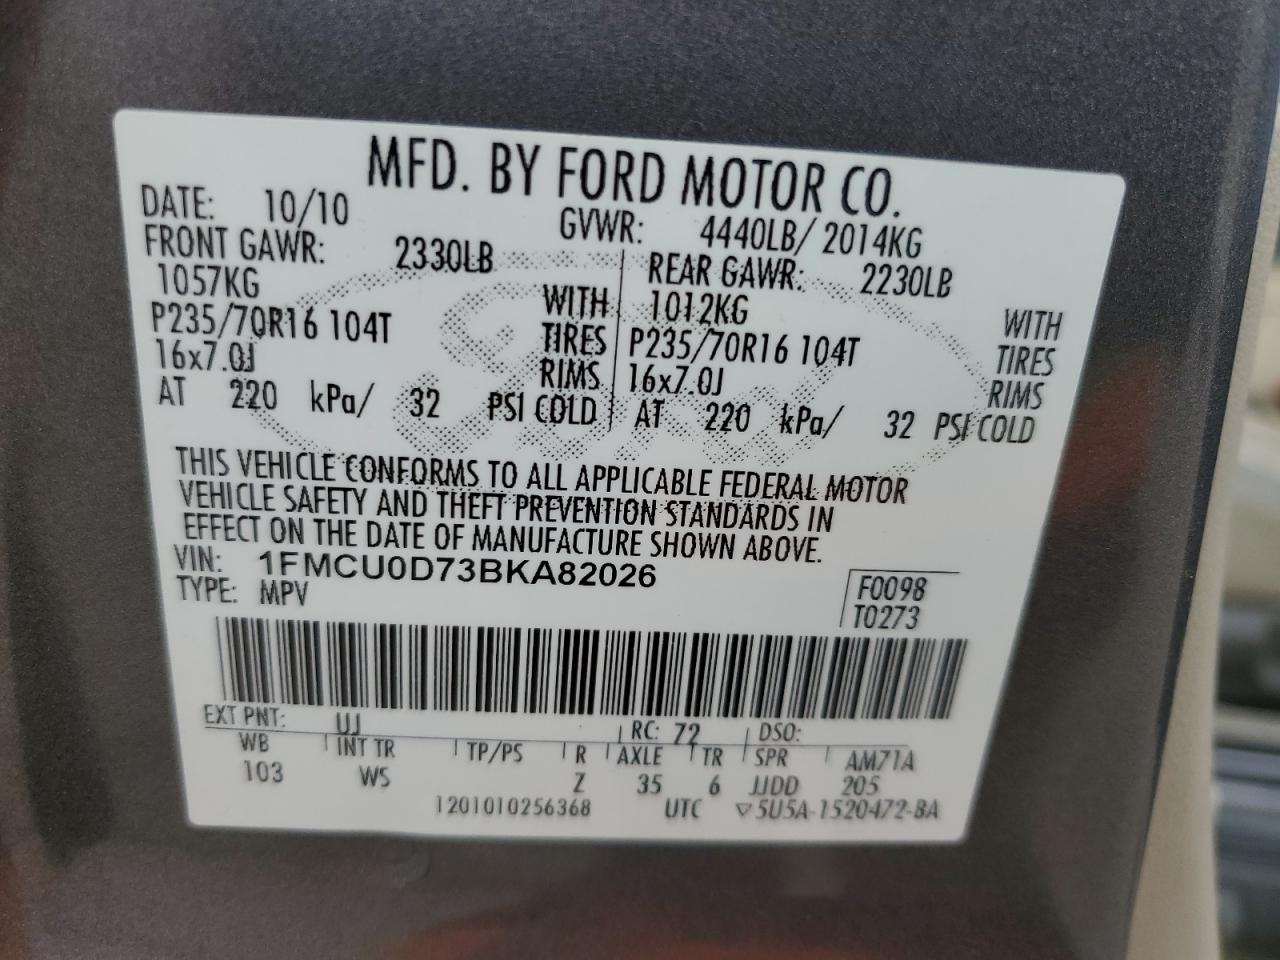 MFD. BY FORD MOTOR CO.
DATE: 10/10 GVWR: 4440LB/ 2014KG
FRONT GAWR: 2330LB REAR GAWR: 2230LB
1057KG WITH 1012KG WITH
P235/70R16 104T TIRES P235/70R16 104T TIRES
16x7.0J RIMS 16x7.0J RIMS
AT 220 kPa/ 32 PSI COLD AT 220 kPa/ 32 PSI COLD
THIS VEHICLE CONFORMS TO ALL APPLICABLE FEDERAL MOTOR
VEHICLE SAFETY AND THEFT PREVENTION STANDARDS IN
EFFECT ON THE DATE OF MANUFACTURE SHOWN ABOVE.
VIN: 1FMCU0D73BKA82026
TYPE: MPV
F0098
T0273
EXT PNT: UJ RC: 72 DSO:
WB INT TR TP/PS R AXLE TR SPR AM71A
103 WS Z 35 6 JJDD 205
1201010256368 UTC ▽5U5A-1520472-BA